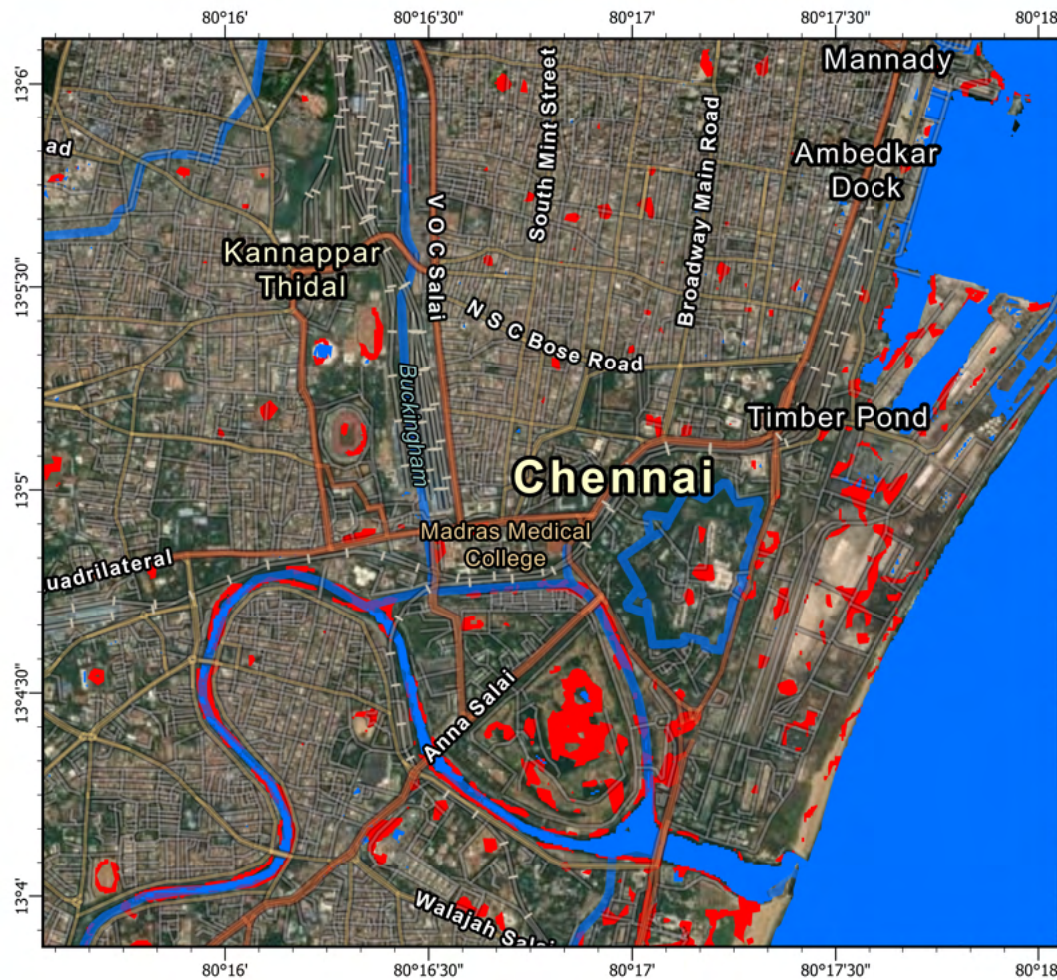 80°16'
80°16'30"
80°17'
80°17'30"
80°18'
13°6'
13°5'30"
13°5'
13°4'30"
13°4'
Mannady
South Mint Street
Broadway Main Road
Ambedkar
Dock
ad
V O C Salai
Kannappar
Thidal
N S C Bose Road
Buckingham
Timber Pond
Chennai
Madras Medical
College
uadrilateral
Anna Salai
Walajah Salai
80°16'
80°16'30"
80°17'
80°17'30"
80°18'